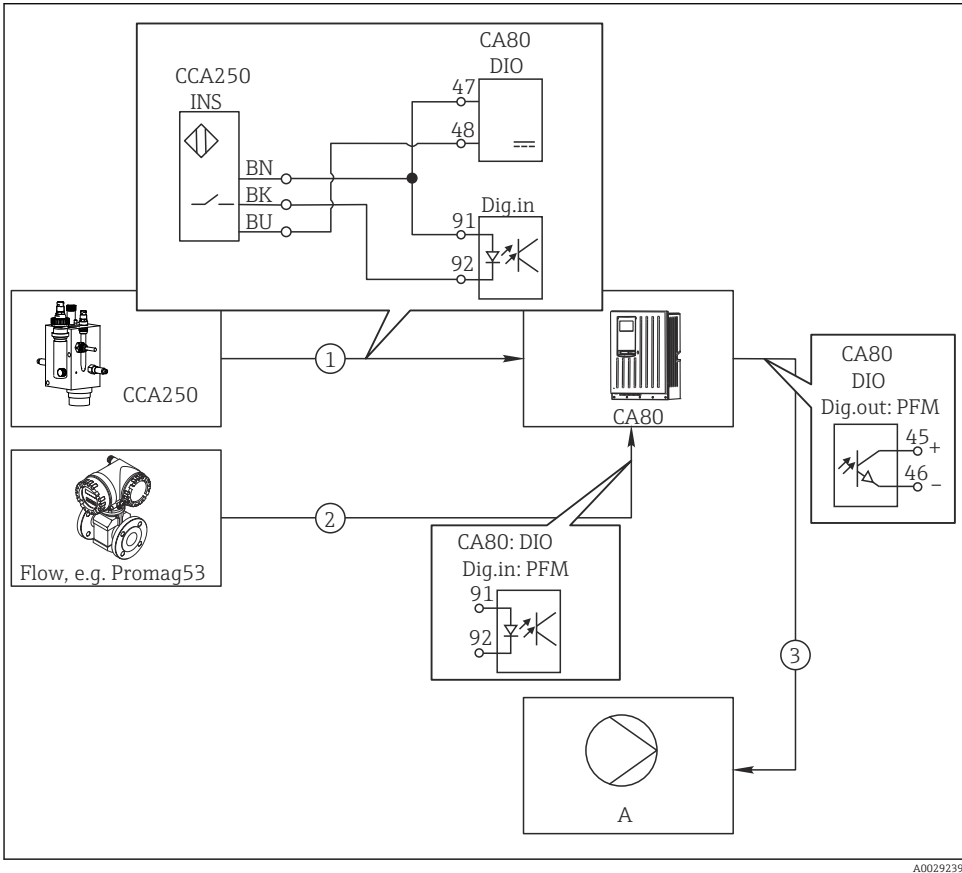 CA80
DIO
CCA250
INS
47
48
BN
BK
BU
Dig.in
91
92
1
CCA250
CA80
CA80
DIO
Dig.out: PFM
45
+
46
−
2
Flow, e.g. Promag53
CA80: DIO
Dig.in: PFM
91
92
3
A
A0029239